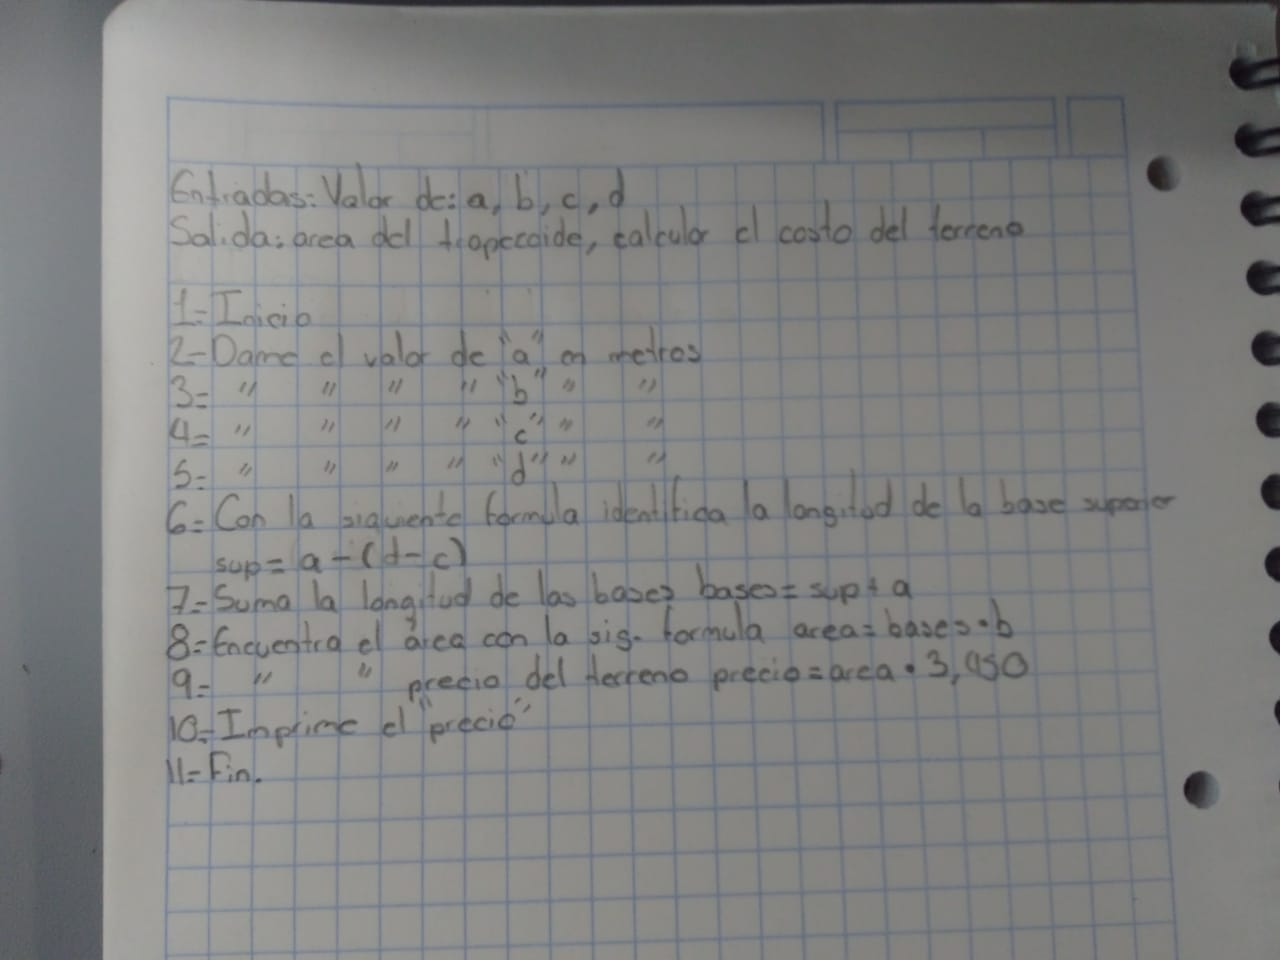 Entradas: Valor de: a, b, c, d
Salida: area del trapecoide, calcular el costo del terreno
1= Inicio
2= Dame el valor de "a" en metros
3= " " " " "b" " "
4= " " " " "c" " "
5= " " " " "d" " "
6= Con la siguiente formula identifida la longitud de la base superior
sup = a - (d - c)
7= Suma la longitud de las bases bases = sup + a
8= Encuentra el área con la sig. formula area = bases • b
9= " " precio del terreno precio = area • 3,950
10= Imprime el "precio"
11= Fin.